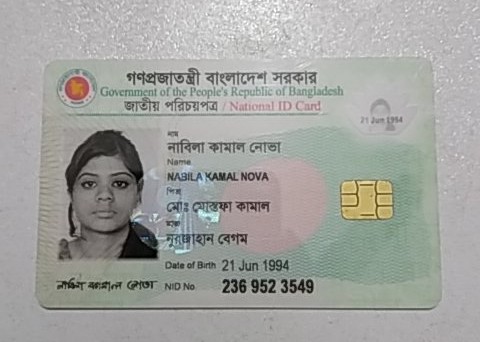 গণপ্রজাতন্ত্রী বাংলাদেশ সরকার
Government of the People's Republic of Bangladesh
জাতীয় পরিচয়পত্র / National ID Card
21 Jun 1994
নাম
নাবিলা কামাল নোভা
Name
NABILA KAMAL NOVA
পিতা
মোঃ মোস্তফা কামাল
মাতা
নূরজাহান বেগম
Date of Birth 21 Jun 1994
নাবিলা কামাল নোভা
NID No. 236 952 3549